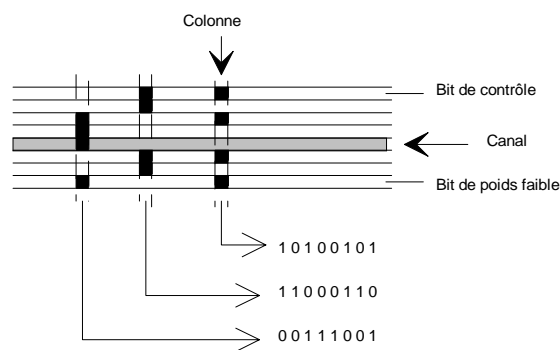 Colonne
Bit de contrôle
Canal
Bit de poids faible
1 0 1 0 0 1 0 1
1 1 0 0 0 1 1 0
0 0 1 1 1 0 0 1